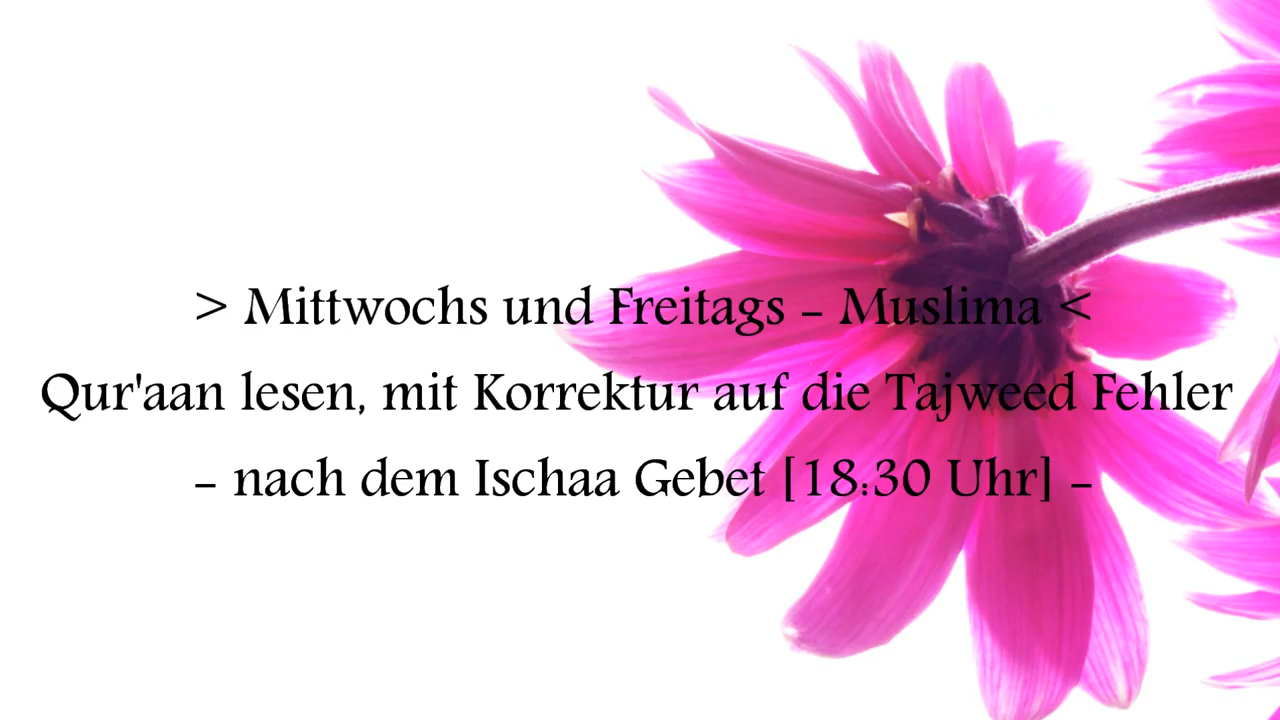 > Mittwochs und Freitags – Muslima <
Qur'aan lesen, mit Korrektur auf die Tajweed Fehler
– nach dem Ischaa Gebet [18:30 Uhr] –